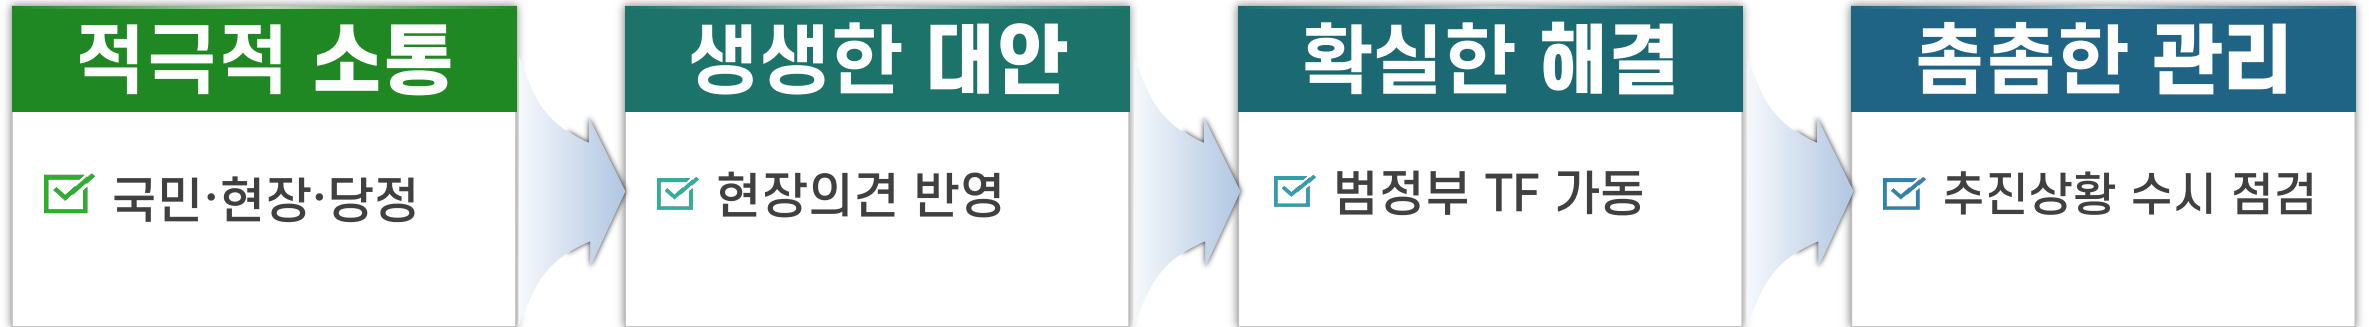 적극적 소통
국민·현장·당정
생생한 대안
현장의견 반영
확실한 해결
범정부 TF 가동
촘촘한 관리
추진상황 수시 점검